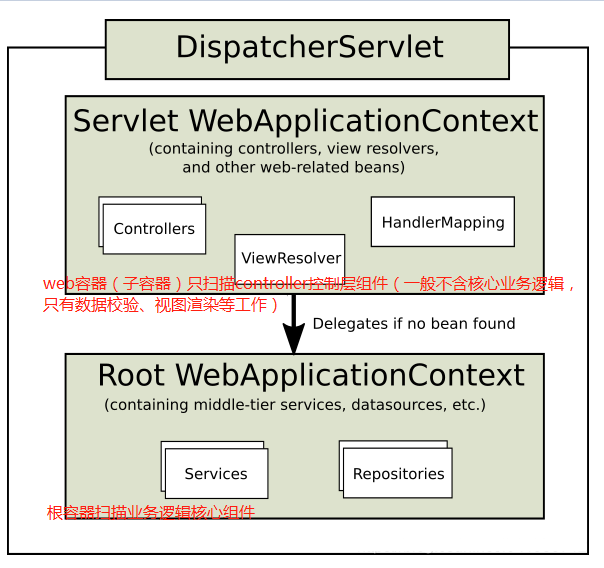 DispatcherServlet
Servlet WebApplicationContext
(containing controllers, view resolvers,
and other web-related beans)
Controllers
HandlerMapping
ViewResolver
web容器（子容器）只扫描controller控制层组件（一般不含核心业务逻辑，
只有数据校验、视图渲染等工作）
Delegates if no bean found
Root WebApplicationContext
(containing middle-tier services, datasources, etc.)
Services
Repositories
根容器扫描业务逻辑核心组件